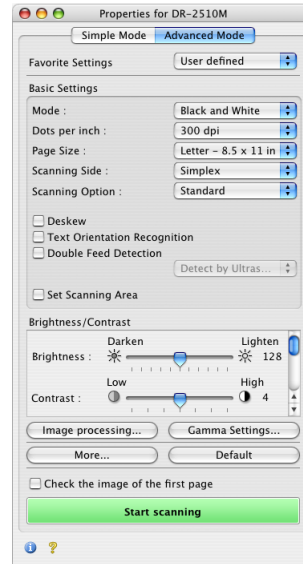 Properties for DR-2510M
Simple Mode Advanced Mode
Favorite Settings User defined
Basic Settings
Mode : Black and White
Dots per inch : 300 dpi
Page Size : Letter - 8.5 x 11 in
Scanning Side : Simplex
Scanning Option : Standard
Deskew
Text Orientation Recognition
Double Feed Detection
Detect by Ultras...
Set Scanning Area
Brightness/Contrast
Darken Lighten
Brightness : 128
Low High
Contrast : 4
Image processing... Gamma Settings...
More... Default
Check the image of the first page
Start scanning